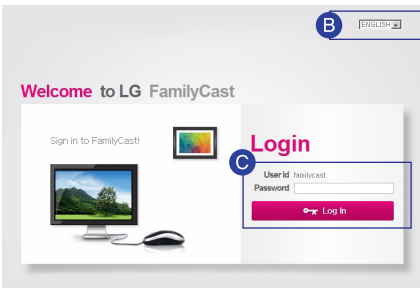 B
ENGLISH
Welcome to LG FamilyCast
Sign in to FamilyCast!
Login
C
User Id familycast
Password
Log In